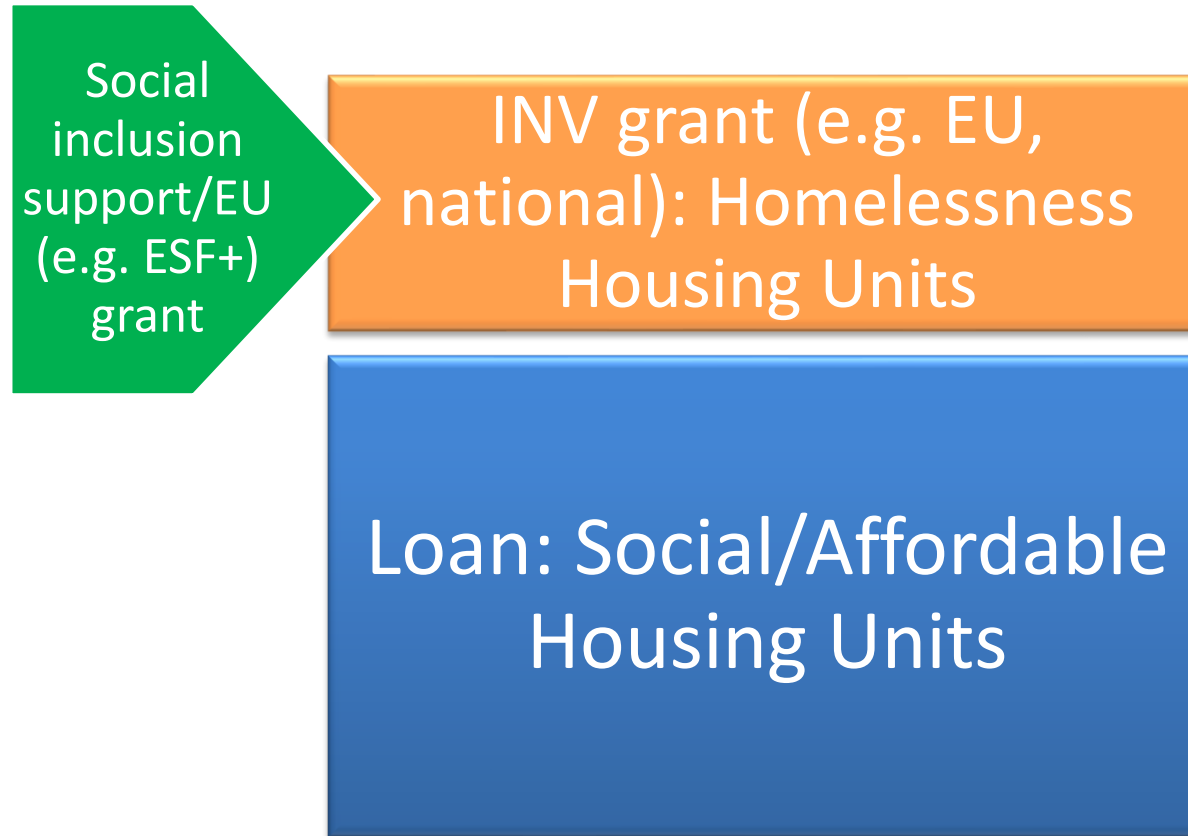 Social
inclusion
support/EU
(e.g. ESF+)
grant
INV grant (e.g. EU,
national): Homelessness
Housing Units
Loan: Social/Affordable
Housing Units